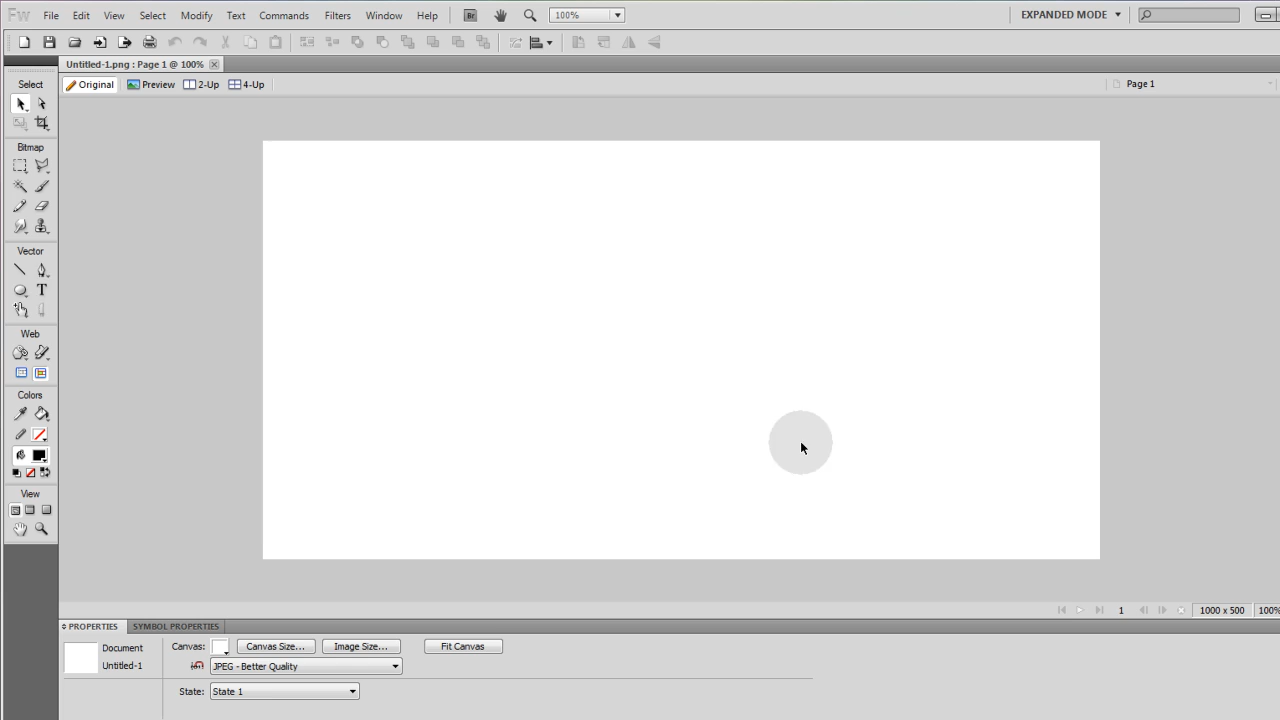 Fw File Edit View Select Modify Text Commands Filters Window Help Br 100% EXPANDED MODE
Untitled-1.png : Page 1 @ 100%
Original Preview 2-Up 4-Up Page 1
Select
Bitmap
Vector
T
Web
Colors
View
1 1000 x 500 100%
PROPERTIES SYMBOL PROPERTIES
Document Canvas: Canvas Size... Image Size... Fit Canvas
Untitled-1 JPEG - Better Quality
State: State 1